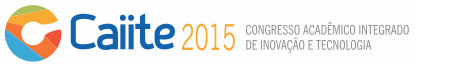 Caiite 2015 CONGRESSO ACADÊMICO INTEGRADO
DE INOVAÇÃO E TECNOLOGIA